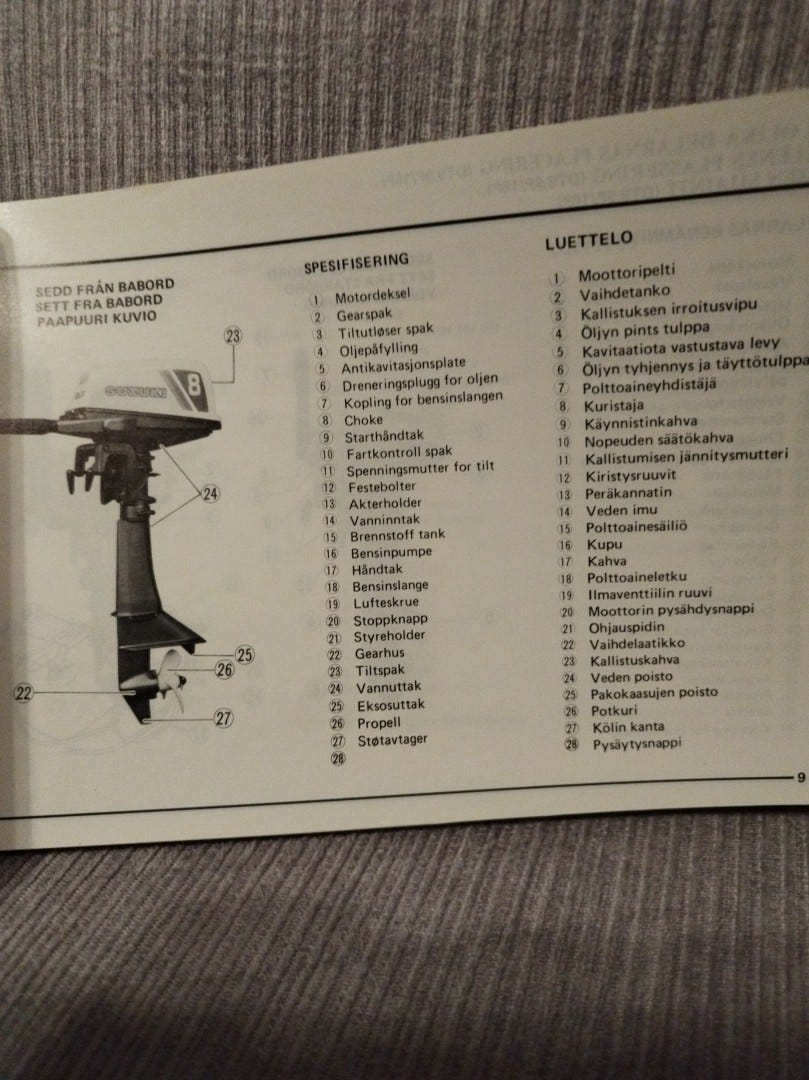 SEDD FRÅN BABORD
SETT FRA BABORD
PAAPUURI KUVIO
23
SUZUKI
8
24
25
26
22
27
SPESIFISERING
1 Motordeksel
2 Gearspak
3 Tiltutløser spak
4 Oljepåfylling
5 Antikavitasjonsplate
6 Dreneringsplugg for oljen
7 Kopling for bensinslangen
8 Choke
9 Starthåndtak
10 Fartkontroll spak
11 Spenningsmutter for tilt
12 Festebolter
13 Akterholder
14 Vanninntak
15 Brennstoff tank
16 Bensinpumpe
17 Håndtak
18 Bensinslange
19 Lufteskrue
20 Stoppknapp
21 Styreholder
22 Gearhus
23 Tiltspak
24 Vannuttak
25 Eksosuttak
26 Propell
27 Støtavtager
28
LUETTELO
1 Moottoripelti
2 Vaihdetanko
3 Kallistuksen irroitusvipu
4 Öljyn pints tulppa
5 Kavitaatiota vastustava levy
6 Öljyn tyhjennys ja täyttötulppa
7 Polttoaineyhdistäjä
8 Kuristaja
9 Käynnistinkahva
10 Nopeuden säätökahva
11 Kallistumisen jännitysmutteri
12 Kiristysruuvit
13 Peräkannatin
14 Veden imu
15 Polttoainesäiliö
16 Kupu
17 Kahva
18 Polttoaineletku
19 Ilmaventtiilin ruuvi
20 Moottorin pysähdysnappi
21 Ohjauspidin
22 Vaihdelaatikko
23 Kallistuskahva
24 Veden poisto
25 Pakokaasujen poisto
26 Potkuri
27 Kölin kanta
28 Pysäytysnappi
9